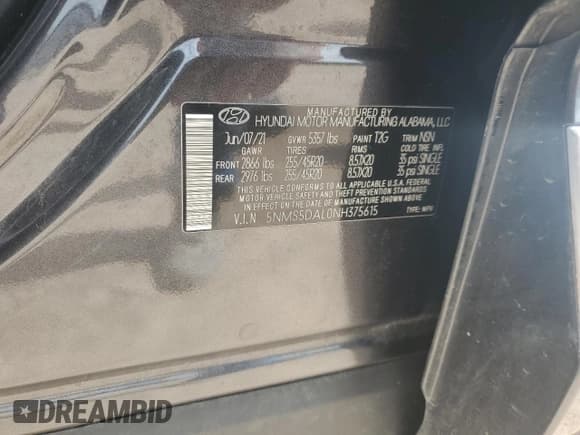 MANUFACTURED BY
HYUNDAI MOTOR MANUFACTURING ALABAMA, LLC
Jun/07/21 GVWR 5357 lbs PAINT T2G TRIM NSN
GAWR TIRES RIMS COLD TIRE INFL.
FRONT 2866 lbs 255/45R20 8.5JX20 35 psi SINGLE
REAR 2976 lbs 255/45R20 8.5JX20 35 psi SINGLE
THIS VEHICLE CONFORMS TO ALL APPLICABLE U.S.A. FEDERAL
MOTOR VEHICLE SAFETY AND THEFT PREVENTION STANDARDS
IN EFFECT ON THE DATE OF MANUFACTURE SHOWN ABOVE.
V.I.N 5NMS5DAL0NH375615 TYPE: MPV
DREAMBID